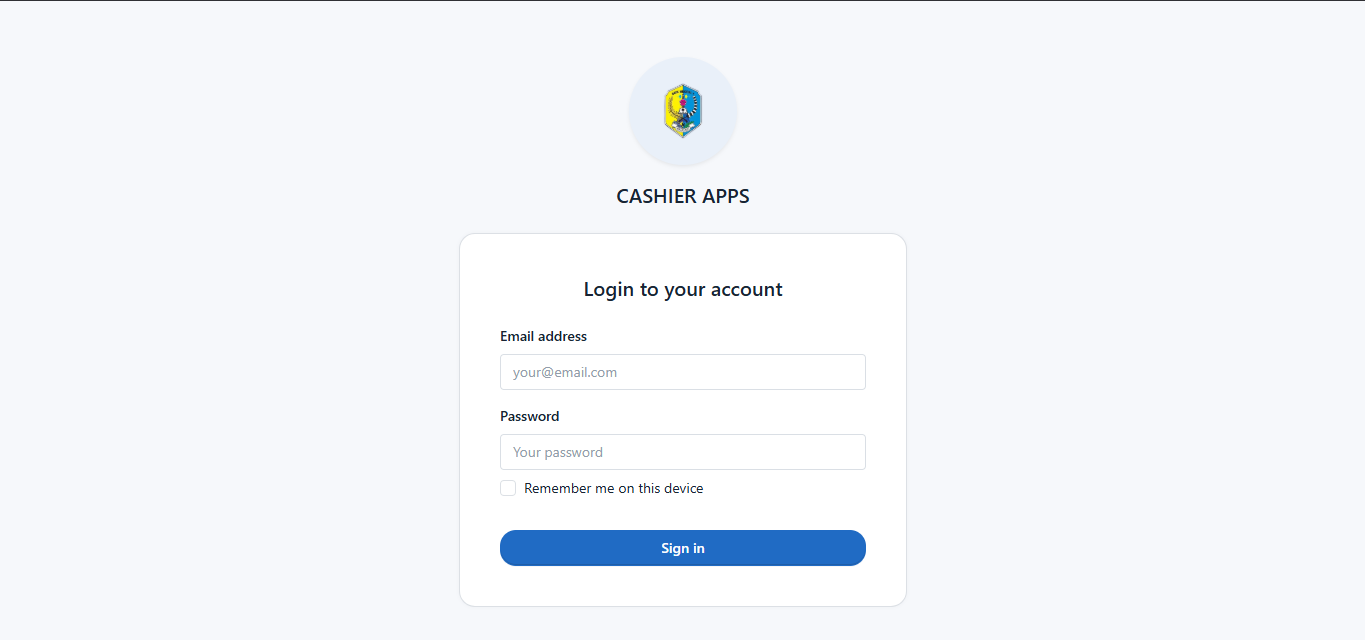 CASHIER APPS
Login to your account
Email address
your@email.com
Password
Your password
Remember me on this device
Sign in